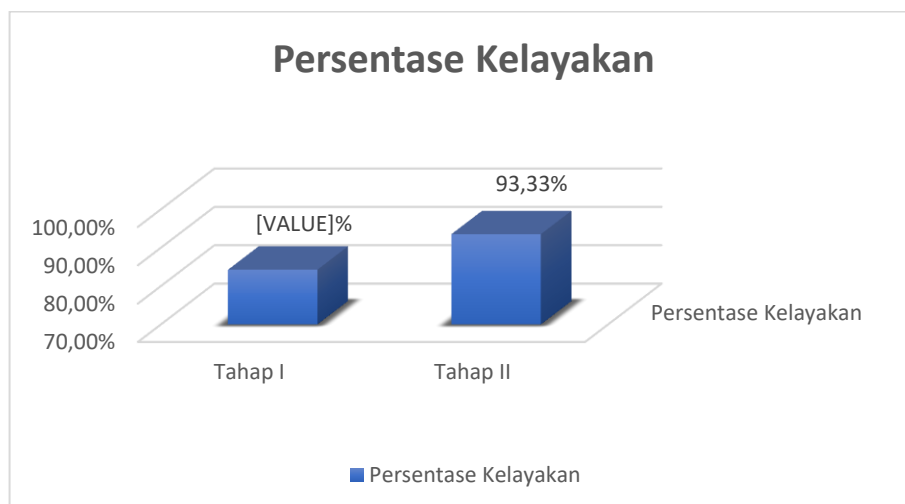 Persentase Kelayakan
93,33%
[VALUE]%
100,00%
90,00%
80,00%
70,00%
Persentase Kelayakan
Tahap I
Tahap II
Persentase Kelayakan